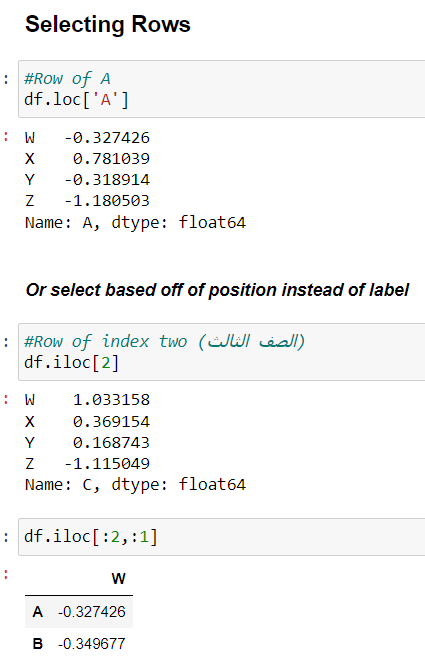 Selecting Rows
: #Row of A
df.loc['A']
: W -0.327426
X 0.781039
Y -0.318914
Z -1.180503
Name: A, dtype: float64
Or select based off of position instead of label
: #Row of index two (الصف الثالث)
df.iloc[2]
: W 1.033158
X 0.369154
Y 0.168743
Z -1.115049
Name: C, dtype: float64
: df.iloc[:2,:1]
: W
A -0.327426
B -0.349677